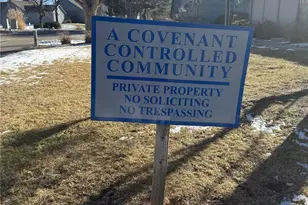 A COVENANT
CONTROLLED
COMMUNITY
PRIVATE PROPERTY
NO SOLICITING
NO TRESPASSING